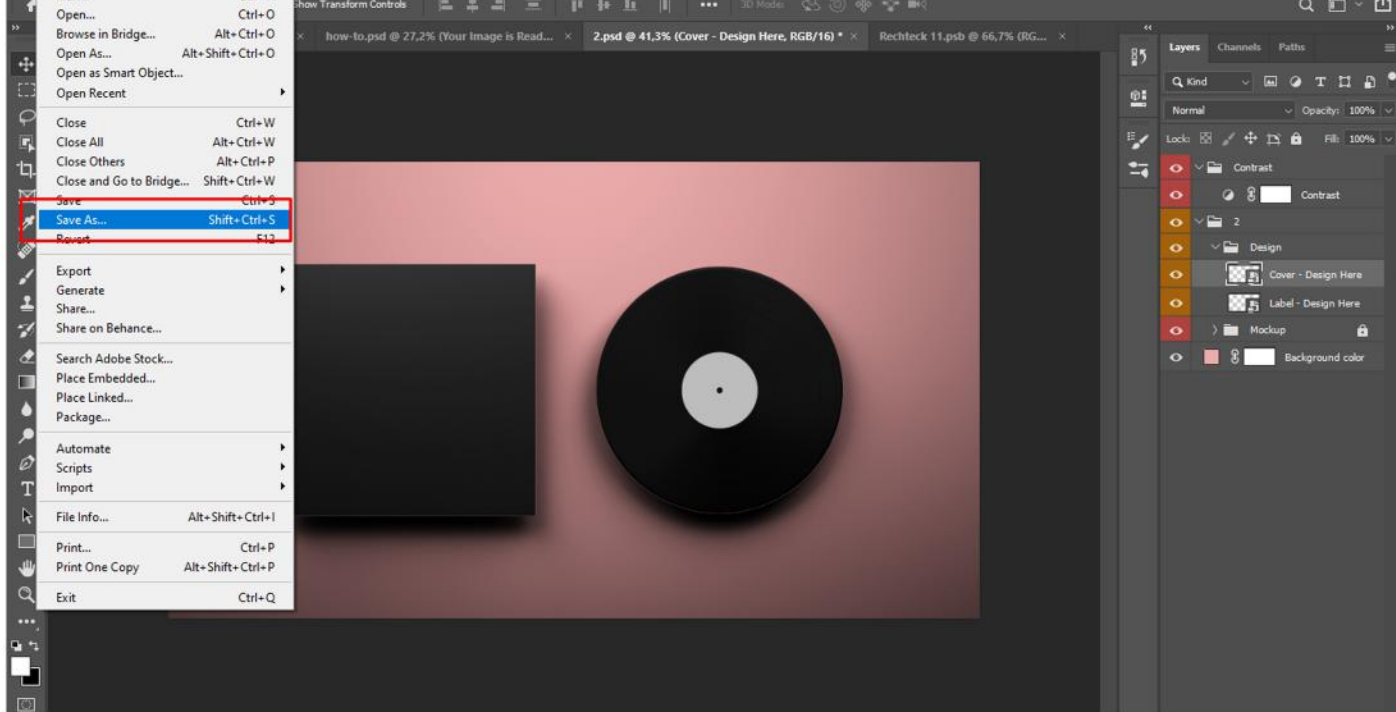 Show Transform Controls
3D Mode:
Open... Ctrl+O
Browse in Bridge... Alt+Ctrl+O
Open As... Alt+Shift+Ctrl+O
Open as Smart Object...
Open Recent
Close Ctrl+W
Close All Alt+Ctrl+W
Close Others Alt+Ctrl+P
Close and Go to Bridge... Shift+Ctrl+W
Save Ctrl+S
Save As... Shift+Ctrl+S
Revert F12
Export
Generate
Share...
Share on Behance...
Search Adobe Stock...
Place Embedded...
Place Linked...
Package...
Automate
Scripts
Import
File Info... Alt+Shift+Ctrl+I
Print... Ctrl+P
Print One Copy Alt+Shift+Ctrl+P
Exit Ctrl+Q
how-to.psd @ 27,2% (Your Image is Read... × 2.psd @ 41,3% (Cover - Design Here, RGB/16) * × Rechteck 11.psb @ 66,7% (RG... ×
Layers Channels Paths
Kind
Normal Opacity: 100%
Lock: Fill: 100%
Contrast
Contrast
2
Design
Cover - Design Here
Label - Design Here
Mockup
Background color